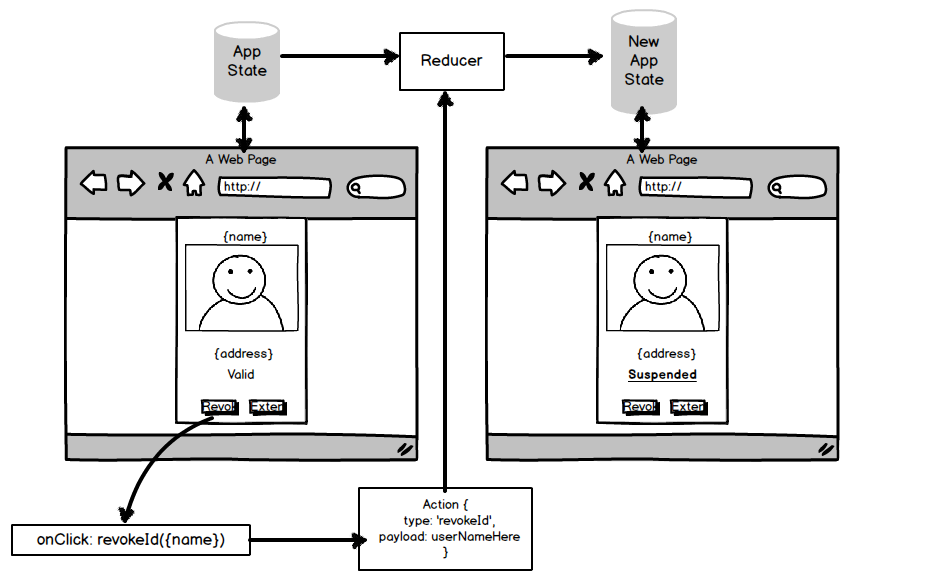 App
State
Reducer
New
App
State
A Web Page
http://
{name}
{address}
Valid
Revok
Exter
A Web Page
http://
{name}
{address}
Suspended
Revok
Exter
onClick: revokeId({name})
Action {
type: 'revokeId',
payload: userNameHere
}